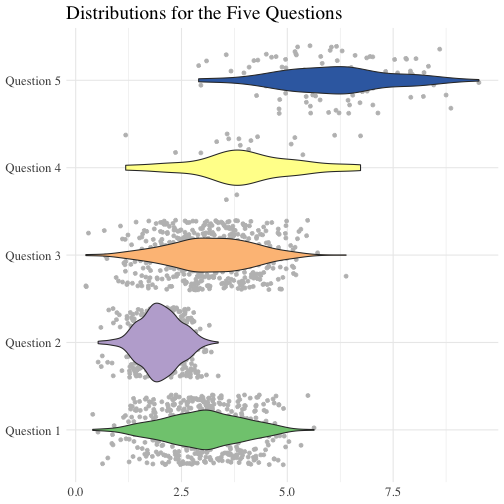 Distributions for the Five Questions
Question 5
Question 4
Question 3
Question 2
Question 1
0.0 2.5 5.0 7.5